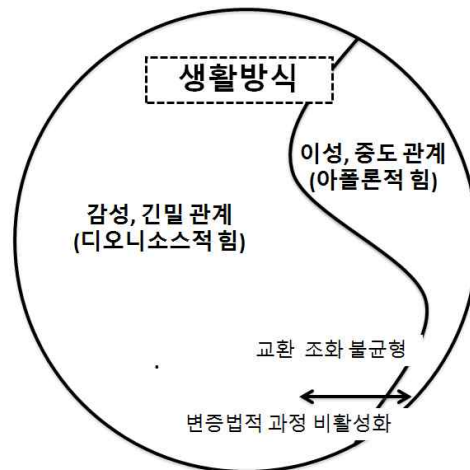 생활방식
이성, 중도 관계
(아폴론적 힘)
감성, 긴밀 관계
(디오니소스적 힘)
교환 조화 불균형
변증법적 과정 비활성화